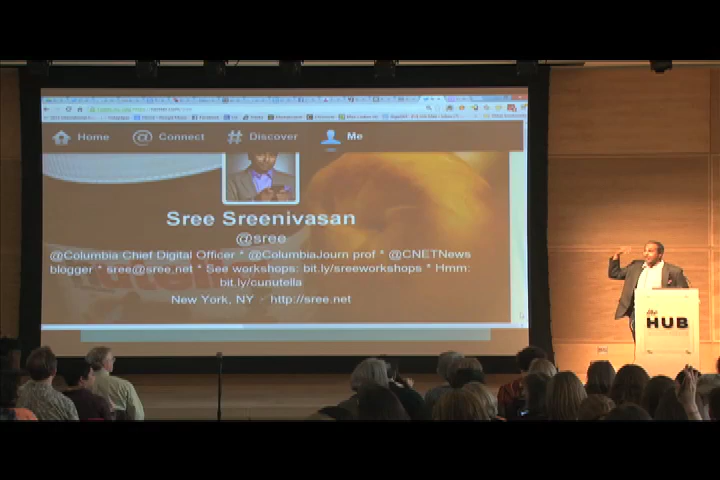 Home @ Connect # Discover Me
Sree Sreenivasan
@sree
@Columbia Chief Digital Officer * @ColumbiaJourn prof * @CNETNews
blogger * sree@sree.net * See workshops: bit.ly/sreeworkshops * Hmm:
bit.ly/cunutella
New York, NY · http://sree.net
the
HUB